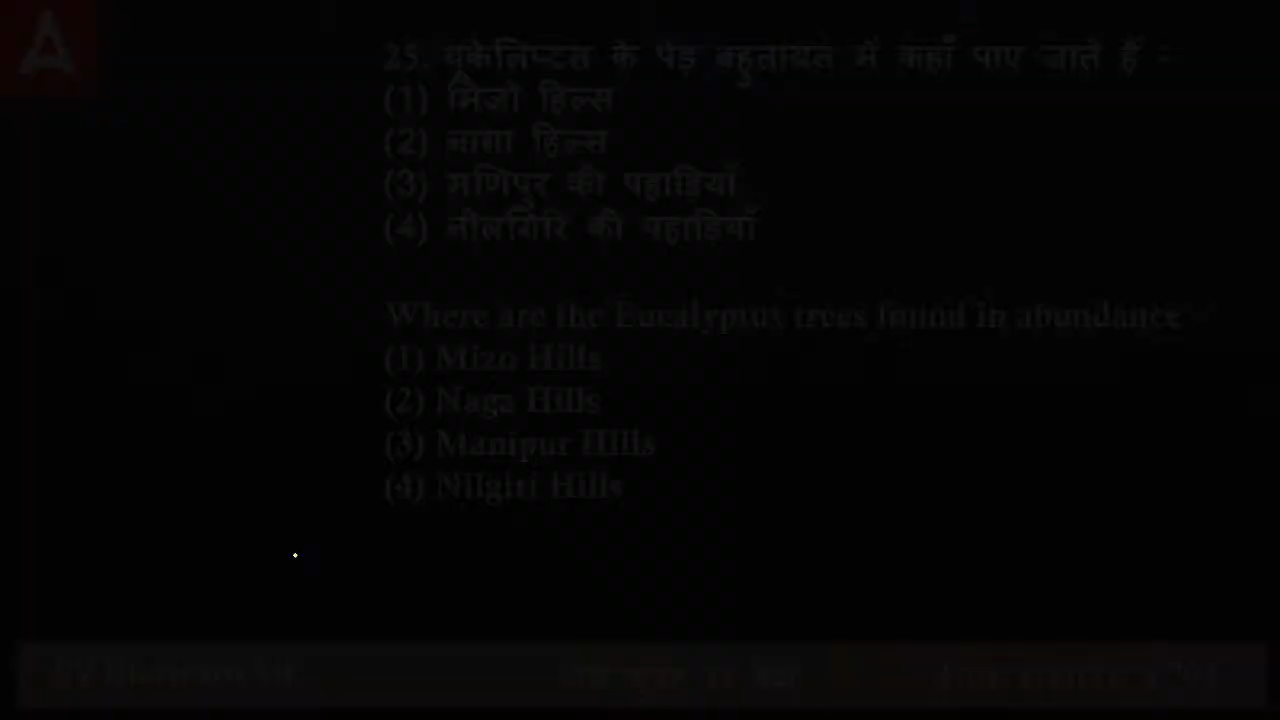 25. यूकेलिप्टस के पेड़ बहुतायत में कहाँ पाए जाते हैं -
(1) मिजो हिल्स
(2) नागा हिल्स
(3) मणिपुर की पहाड़ियाँ
(4) नीलगिरि की पहाड़ियाँ
Where are the Eucalyptus trees found in abundance -
(1) Mizo Hills
(2) Naga Hills
(3) Manipur Hills
(4) Nilgiri Hills